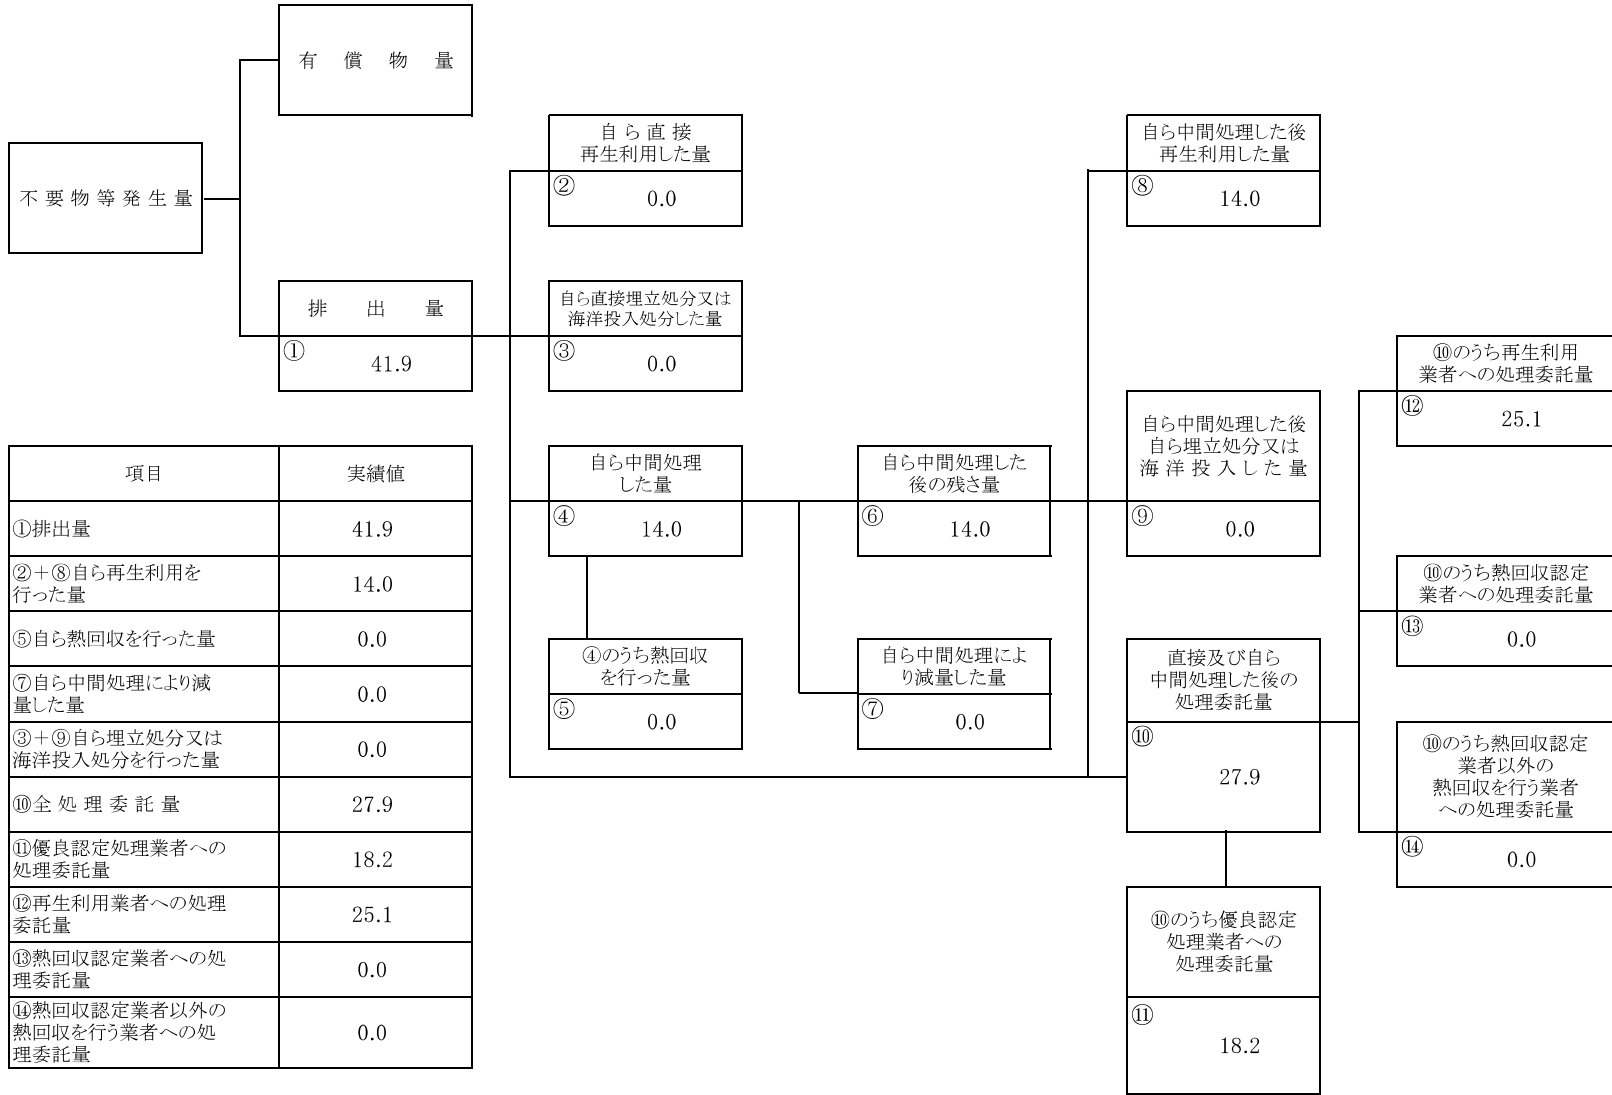 有償物量
不要物等発生量
排出量
①
41.9
自ら直接
再生利用した量
②
0.0
自ら直接埋立処分又は
海洋投入処分した量
③
0.0
自ら中間処理
した量
④
14.0
④のうち熱回収
を行った量
⑤
0.0
自ら中間処理した
後の残さ量
⑥
14.0
自ら中間処理によ
り減量した量
⑦
0.0
自ら中間処理した後
再生利用した量
⑧
14.0
自ら中間処理した後
自ら埋立処分又は
海洋投入した量
⑨
0.0
直接及び自ら
中間処理した後の
処理委託量
⑩
27.9
⑩のうち優良認定
処理業者への
処理委託量
⑪
18.2
⑩のうち再生利用
業者への処理委託量
⑫
25.1
⑩のうち熱回収認定
業者への処理委託量
⑬
0.0
⑩のうち熱回収認定
業者以外の
熱回収を行う業者
への処理委託量
⑭
0.0
項目 実績値
①排出量 41.9
②＋⑧自ら再生利用を
行った量 14.0
⑤自ら熱回収を行った量 0.0
⑦自ら中間処理により減
量した量 0.0
③＋⑨自ら埋立処分又は
海洋投入処分を行った量 0.0
⑩全処理委託量 27.9
⑪優良認定処理業者への
処理委託量 18.2
⑫再生利用業者への処理
委託量 25.1
⑬熱回収認定業者への処
理委託量 0.0
⑭熱回収認定業者以外の
熱回収を行う業者への処
理委託量 0.0